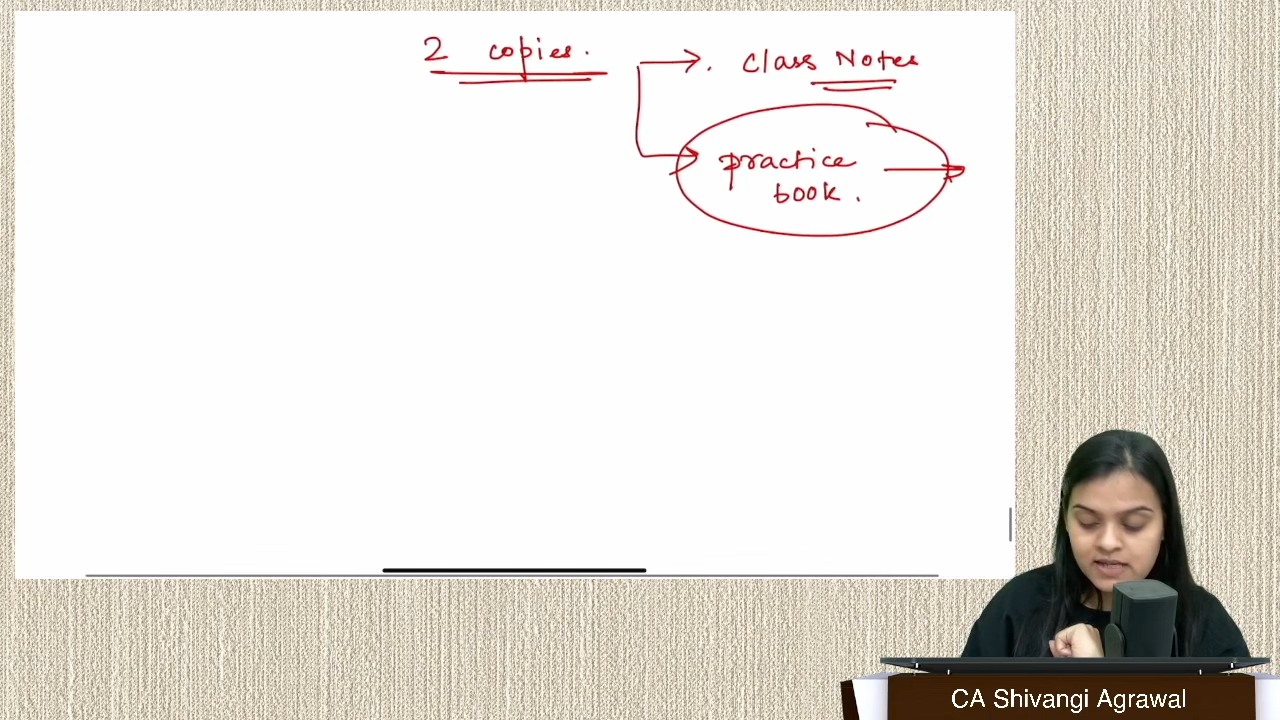 2 copies.
. Class Notes
practice
book.
CA Shivangi Agrawal